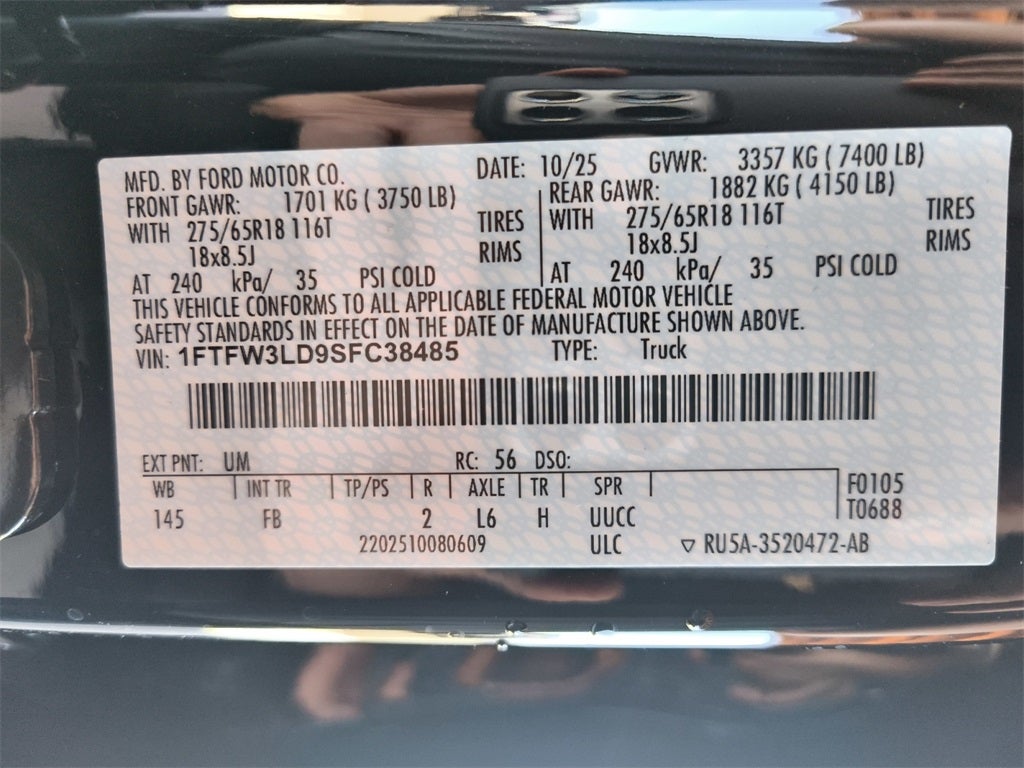 MFD. BY FORD MOTOR CO. DATE: 10/25 GVWR: 3357 KG ( 7400 LB)
FRONT GAWR: 1701 KG ( 3750 LB) REAR GAWR: 1882 KG ( 4150 LB)
WITH 275/65R18 116T TIRES WITH 275/65R18 116T TIRES
18x8.5J RIMS 18x8.5J RIMS
AT 240 kPa/ 35 PSI COLD AT 240 kPa/ 35 PSI COLD
THIS VEHICLE CONFORMS TO ALL APPLICABLE FEDERAL MOTOR VEHICLE
SAFETY STANDARDS IN EFFECT ON THE DATE OF MANUFACTURE SHOWN ABOVE.
VIN: 1FTFW3LD9SFC38485 TYPE: Truck
EXT PNT: UM RC: 56 DSO:
WB INT TR TP/PS R AXLE TR SPR F0105
145 FB 2 L6 H UUCC T0688
2202510080609 ULC ▽ RU5A-3520472-AB